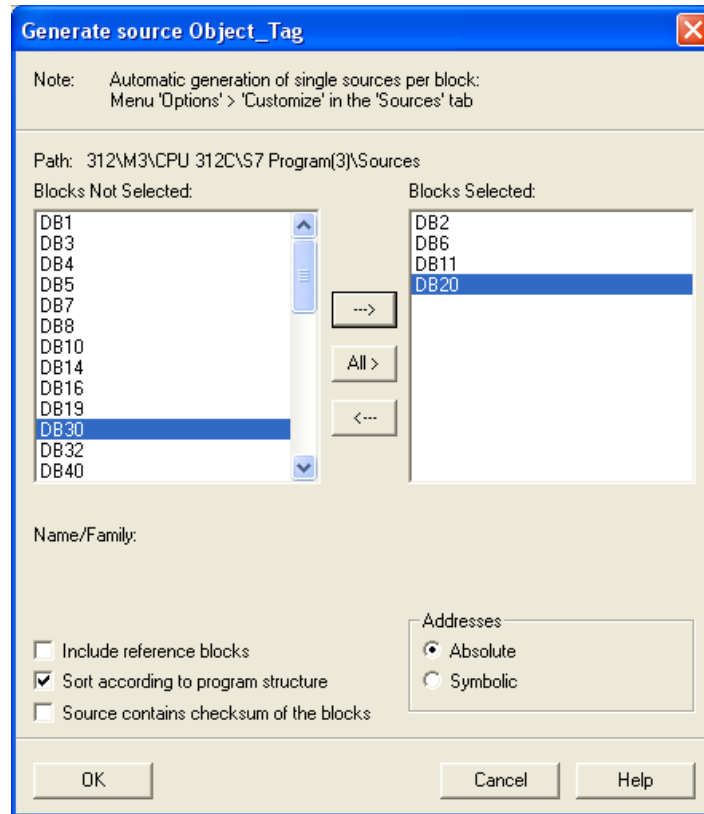 Generate source Object_Tag
Note: Automatic generation of single sources per block:
Menu 'Options' > 'Customize' in the 'Sources' tab
Path: 312\M3\CPU 312C\S7 Program(3)\Sources
Blocks Not Selected:
DB1
DB3
DB4
DB5
DB7
DB8
DB10
DB14
DB16
DB19
DB30
DB32
DB40
--->
All >
<---
Blocks Selected:
DB2
DB6
DB11
DB20
Name/Family:
Include reference blocks
Sort according to program structure
Source contains checksum of the blocks
Addresses
Absolute
Symbolic
OK
Cancel
Help